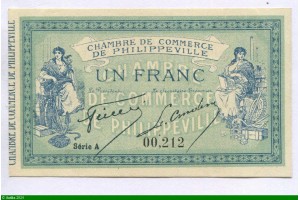 CHAMBRE DE COMMERCE DE PHILIPPEVILLE
CHAMBRE DE COMMERCE
DE PHILIPPEVILLE
UN FRANC
CHAMBRE
DE COMMERCE
DE PHILIPPEVILLE
Série A
00,212